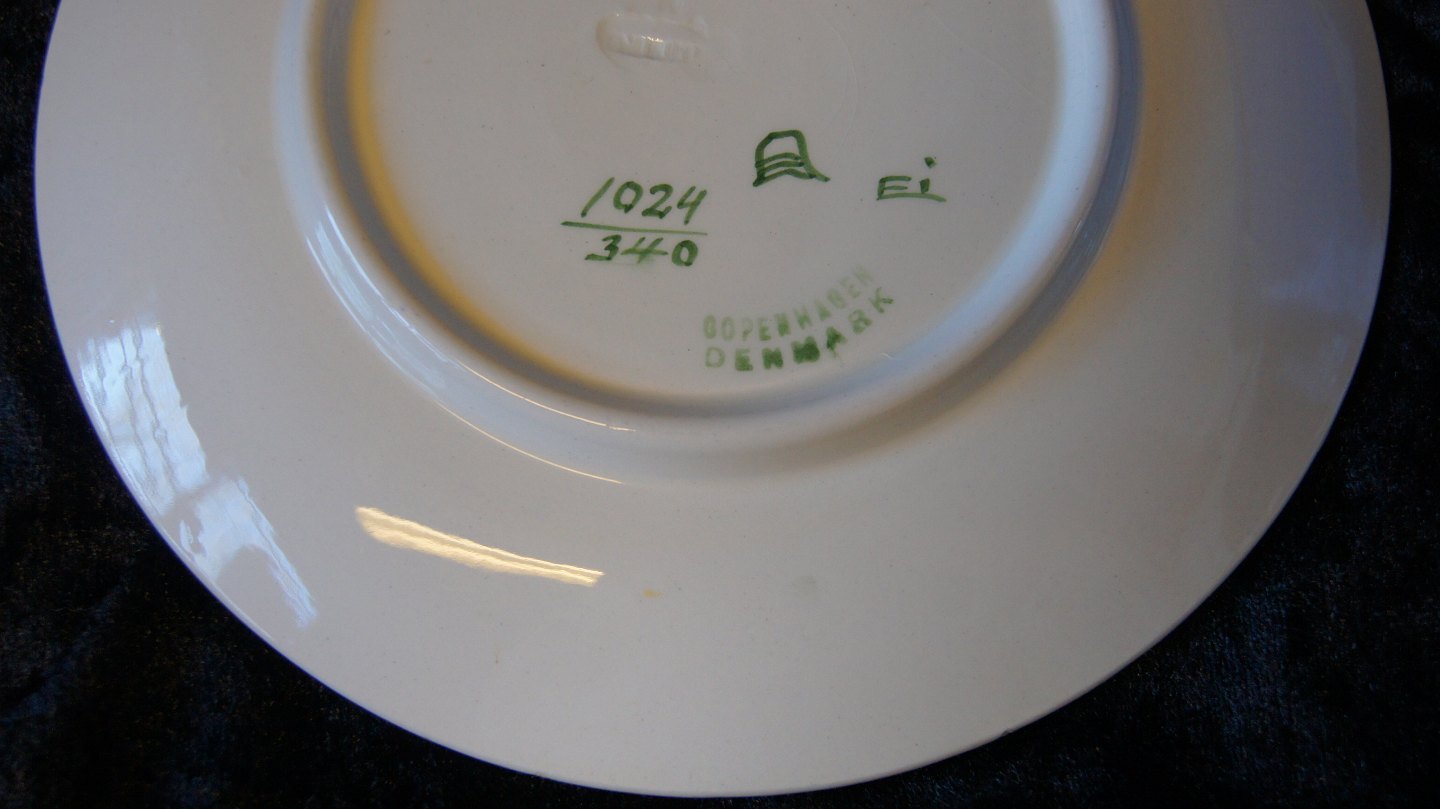 1024
340
Ei
COPENHAGEN
DENMARK